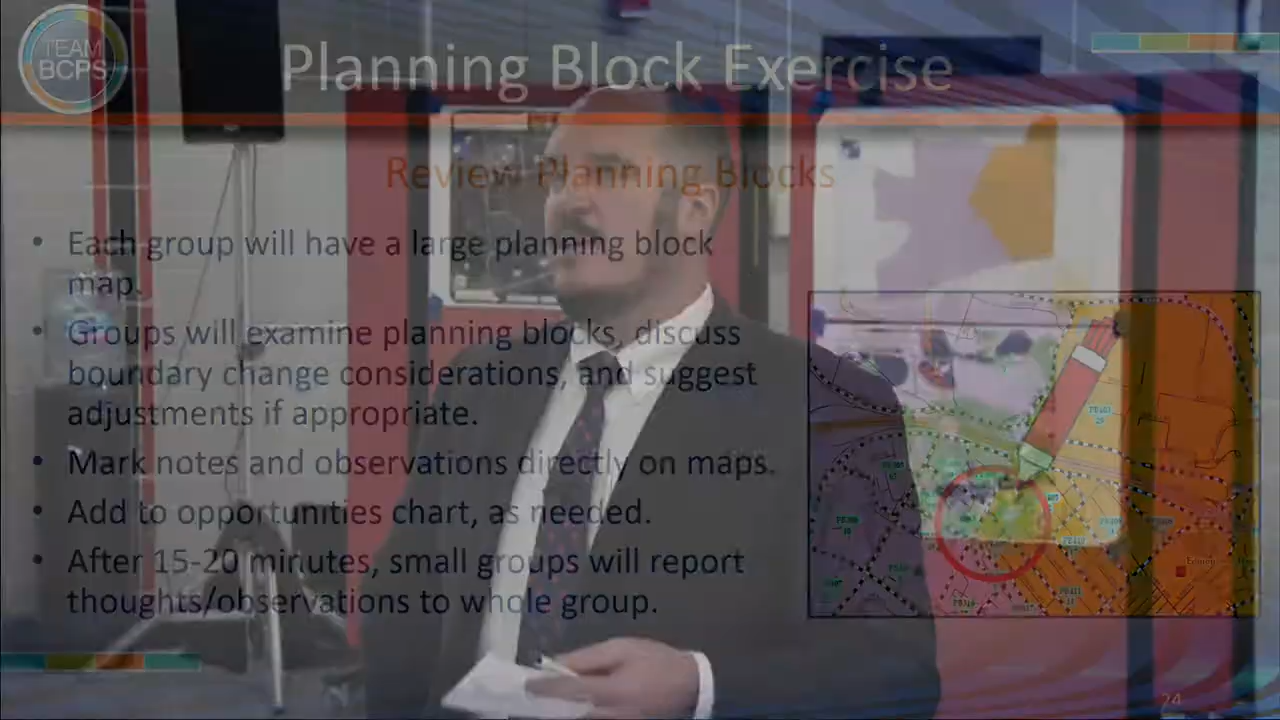 TEAM
BCPS
Planning Block Exercise
Review Planning Blocks
• Each group will have a large planning block
map.
• Groups will examine planning blocks, discuss
boundary change considerations, and suggest
adjustments if appropriate.
• Mark notes and observations directly on maps.
• Add to opportunities chart, as needed.
• After 15-20 minutes, small groups will report
thoughts/observations to whole group.
24